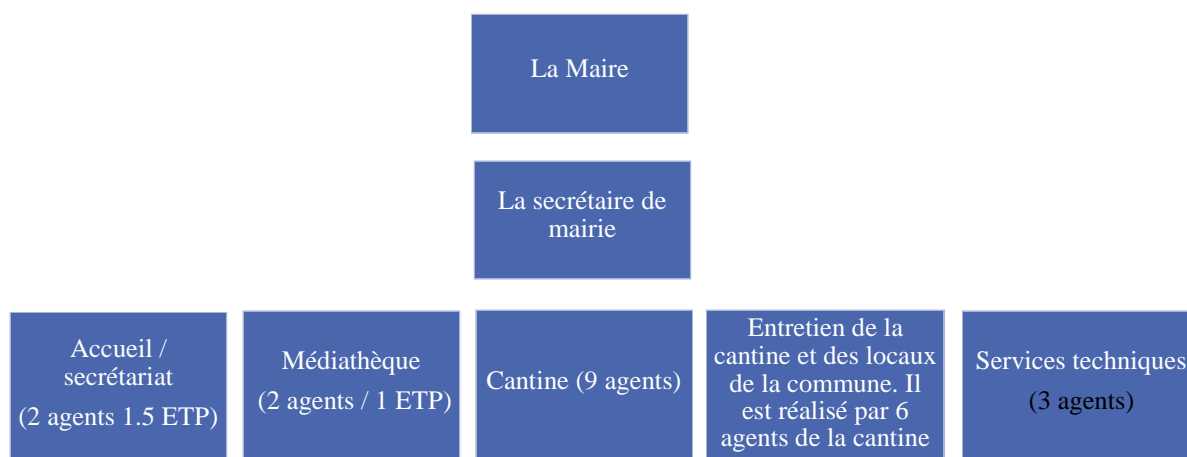 La Maire
La secrétaire de
mairie
Accueil /
secrétariat
(2 agents 1.5 ETP)
Médiathèque
(2 agents / 1 ETP)
Cantine (9 agents)
Entretien de la
cantine et des locaux
de la commune. Il
est réalisé par 6
agents de la cantine
Services techniques
(3 agents)